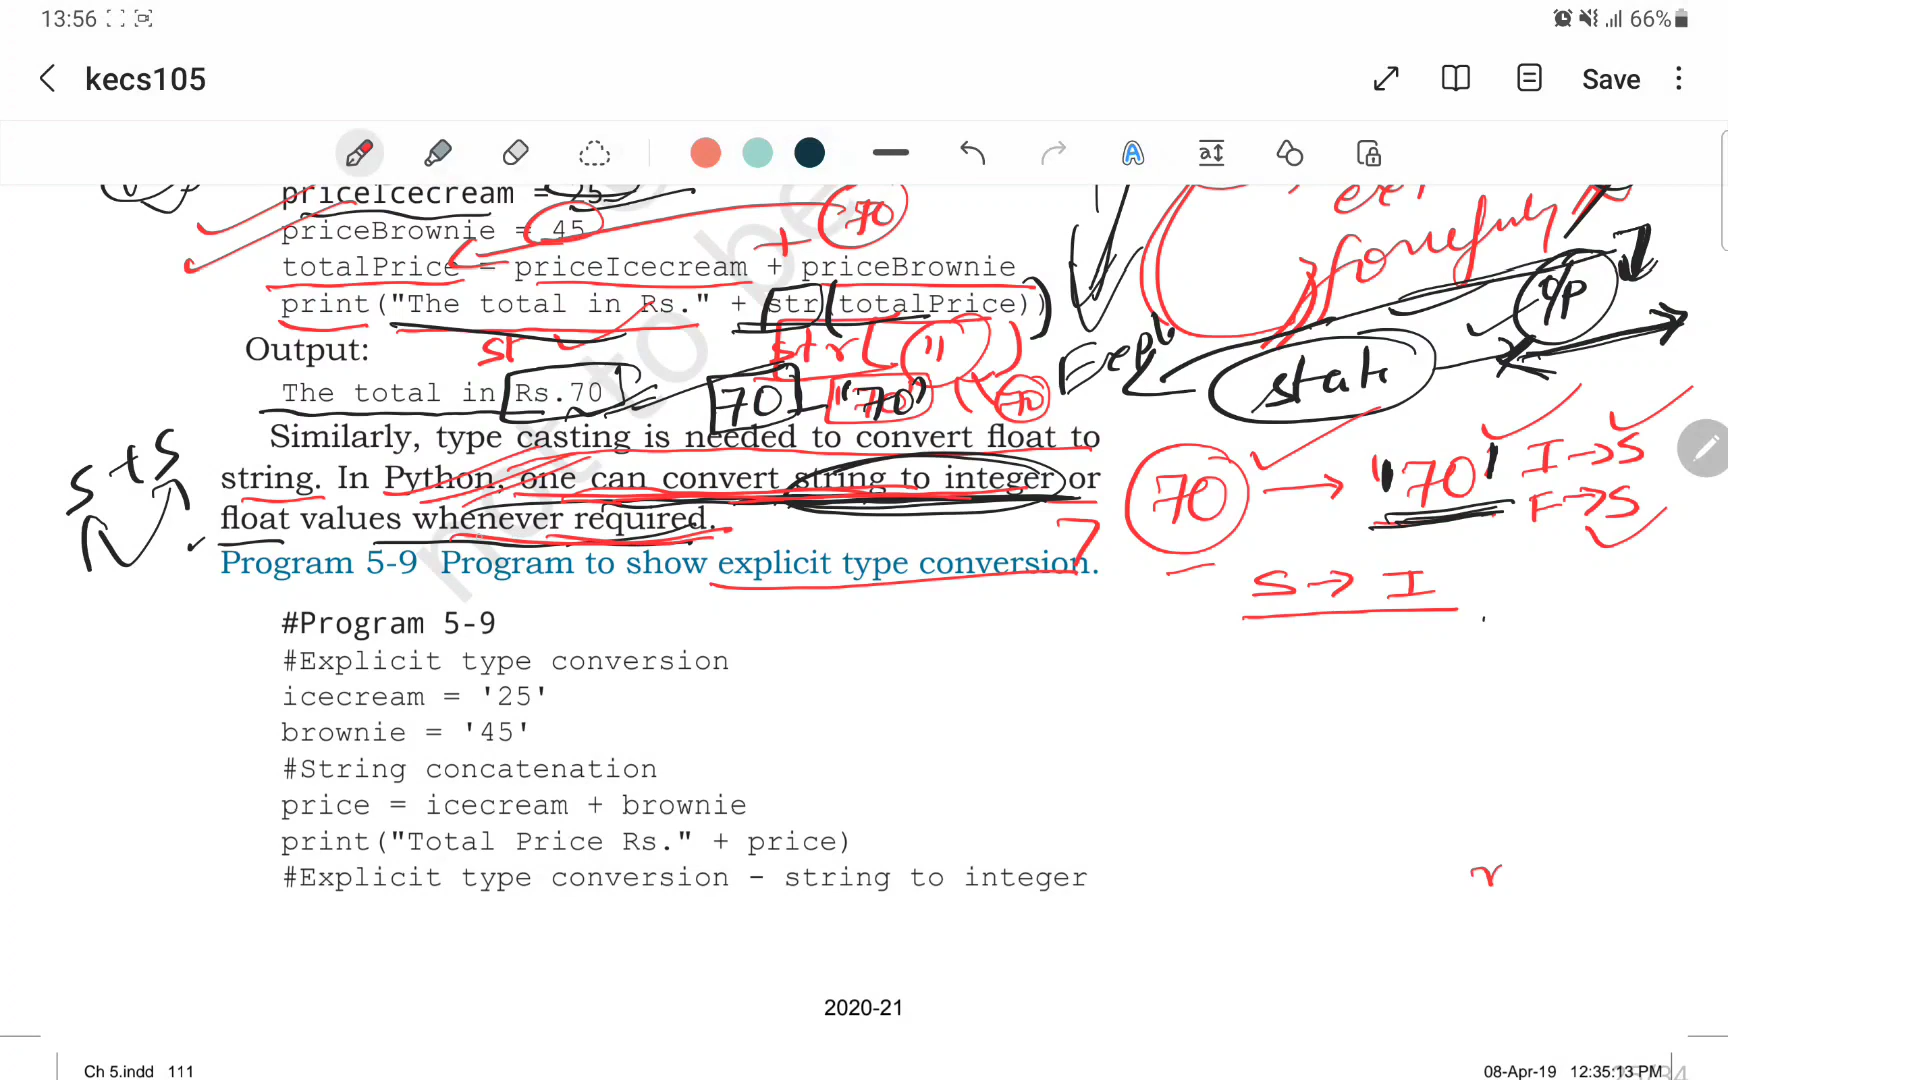 13:56 66%
kecs105 Save
priceIcecream = 25
priceBrownie = 45 + 70
totalPrice = priceIcecream + priceBrownie
forcefully
print("The total in Rs." + str(totalPrice)) O/p
Output: st str( " )
The total in Rs.70 70 "70" 70 state
Similarly, type casting is needed to convert float to
string. In Python, one can convert string to integer or
float values whenever required.
S + S
70 → '70' I → S
F → S
Program 5-9 Program to show explicit type conversion.
S → I
#Program 5-9
#Explicit type conversion
icecream = '25'
brownie = '45'
#String concatenation
price = icecream + brownie
print("Total Price Rs." + price)
#Explicit type conversion - string to integer
2020-21
Ch 5.indd 111 08-Apr-19 12:35:13 PM